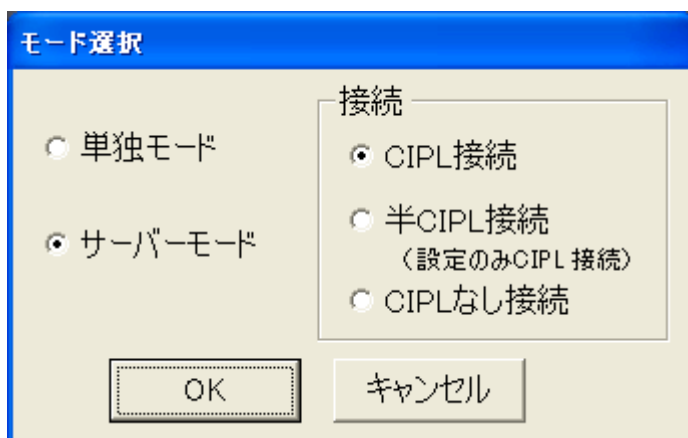 モード選択
単独モード
サーバーモード
接続
CIPL接続
半CIPL接続
（設定のみCIPL接続）
CIPLなし接続
OK
キャンセル